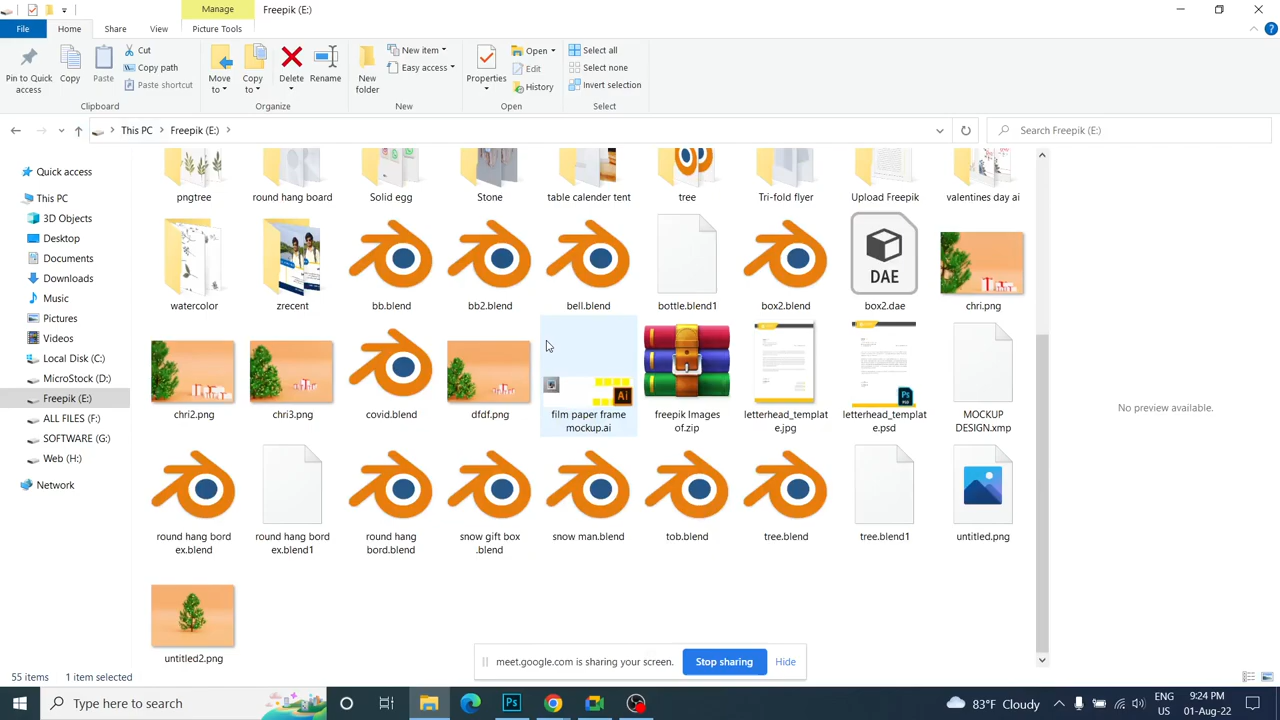 Manage
Freepik (E:)
File
Home
Share
View
Picture Tools
Pin to Quick
access
Copy
Paste
Cut
Copy path
Paste shortcut
Clipboard
Move
to
Copy
to
Delete
Rename
Organize
New
folder
New item
Easy access
New
Properties
Open
Edit
History
Open
Select all
Select none
Invert selection
Select
This PC
Freepik (E:)
Search Freepik (E:)
Quick access
This PC
3D Objects
Desktop
Documents
Downloads
Music
Pictures
Videos
Local Disk (C:)
MicroStock (D:)
Freepik (E:)
ALL FILES (F:)
SOFTWARE (G:)
Web (H:)
Network
pngtree
round hang board
Solid egg
Stone
table calender tent
tree
Tri-fold flyer
Upload Freepik
valentines day ai
watercolor
zrecent
bb.blend
bb2.blend
bell.blend
bottle.blend1
box2.blend
DAE
box2.dae
chri.png
chri2.png
chri3.png
covid.blend
dfdf.png
Ai
film paper frame
mockup.ai
freepik Images
of.zip
letterhead_templat
e.jpg
Ps
letterhead_templat
e.psd
MOCKUP
DESIGN.xmp
round hang bord
ex.blend
round hang bord
ex.blend1
round hang
bord.blend
snow gift box
.blend
snow man.blend
tob.blend
tree.blend
tree.blend1
untitled.png
untitled2.png
No preview available.
meet.google.com is sharing your screen.
Stop sharing
Hide
55 items
1 item selected
Type here to search
Ps
83°F Cloudy
ENG
US
9:24 PM
01-Aug-22